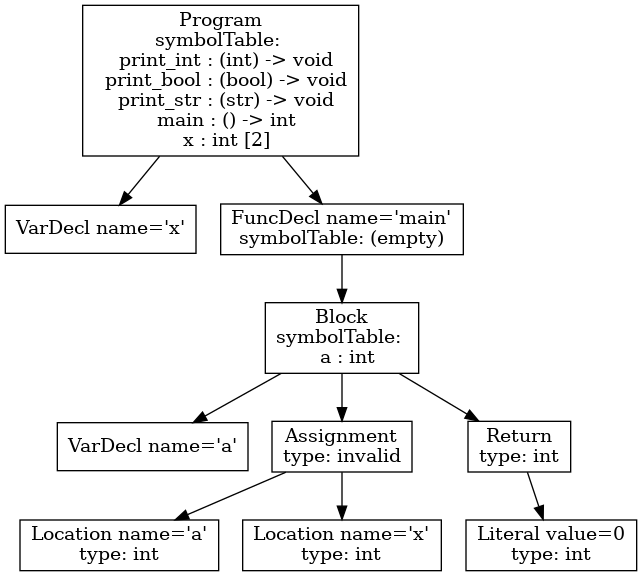 Program
symbolTable:
print_int : (int) -> void
print_bool : (bool) -> void
print_str : (str) -> void
main : () -> int
x : int [2]
VarDecl name='x'
FuncDecl name='main'
symbolTable: (empty)
Block
symbolTable:
a : int
VarDecl name='a'
Assignment
type: invalid
Return
type: int
Location name='a'
type: int
Location name='x'
type: int
Literal value=0
type: int